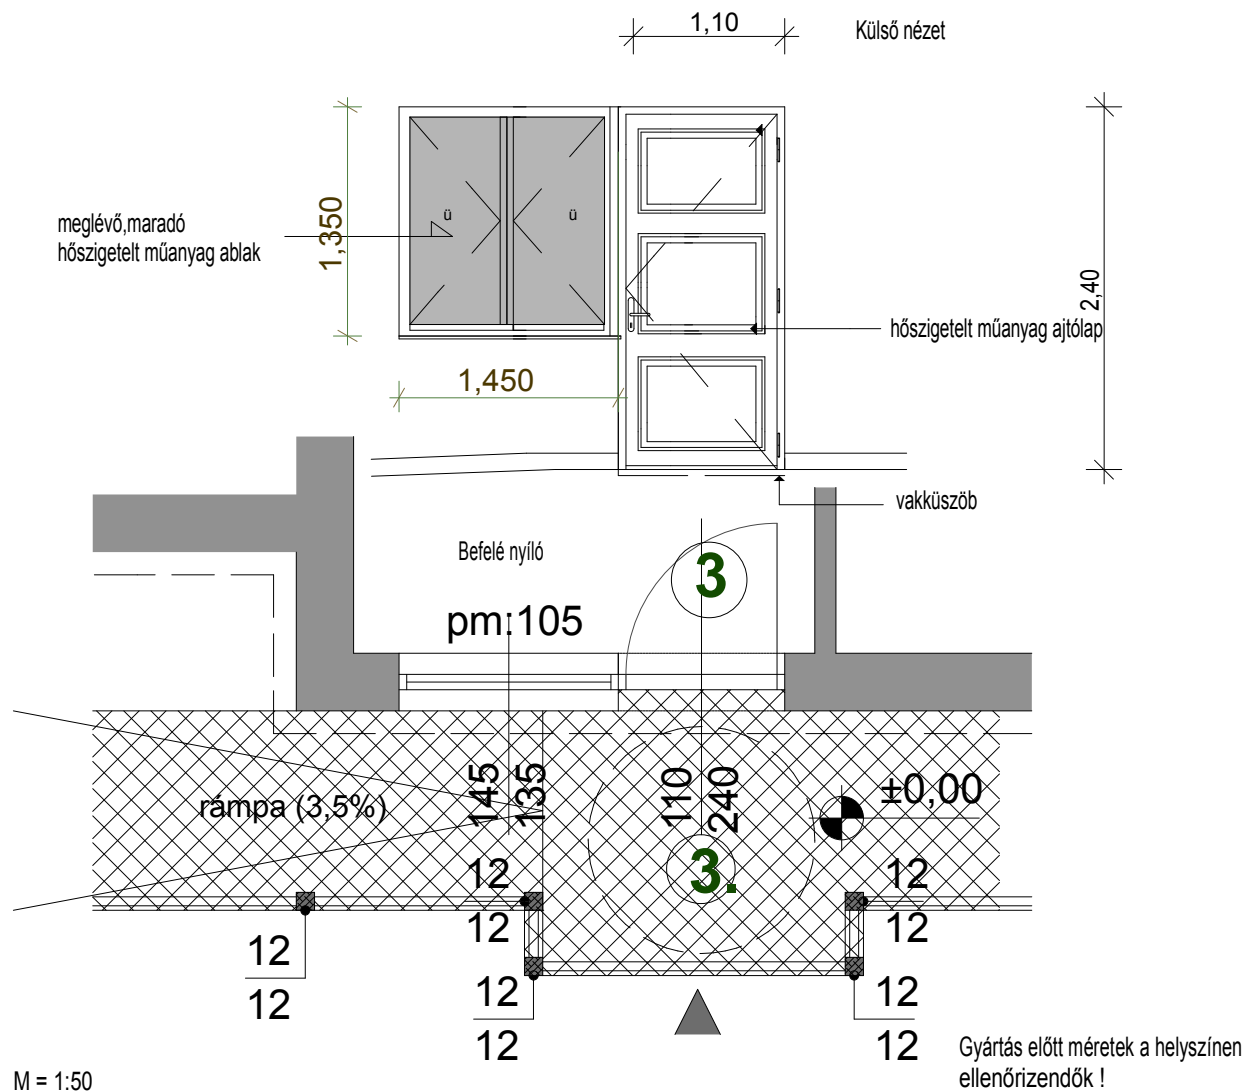 1,10
Külső nézet
1,350
meglévő,maradó
hőszigetelt műanyag ablak
ü
ü
2,40
hőszigetelt műanyag ajtólap
1,450
vakküszöb
Befelé nyíló
3
pm:105
145
135
110
240
±0,00
rámpa (3,5%)
3.
12
12
12
12
12
12
12
12
12
12
Gyártás előtt méretek a helyszínen
ellenőrizendők !
M = 1:50